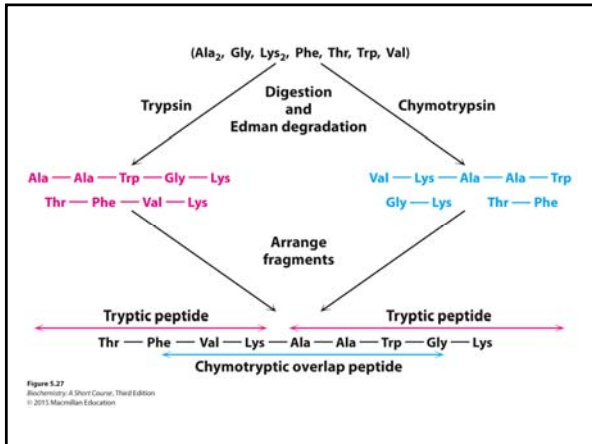 (Ala₂, Gly, Lys₂, Phe, Thr, Trp, Val)
Trypsin
Digestion
and
Edman degradation
Chymotrypsin
Ala — Ala — Trp — Gly — Lys
Thr — Phe — Val — Lys
Val — Lys — Ala — Ala — Trp
Gly — Lys Thr — Phe
Arrange
fragments
Tryptic peptide Tryptic peptide
Thr — Phe — Val — Lys — Ala — Ala — Trp — Gly — Lys
Chymotryptic overlap peptide
Figure 5.27
Biochemistry: A Short Course, Third Edition
© 2015 Macmillan Education